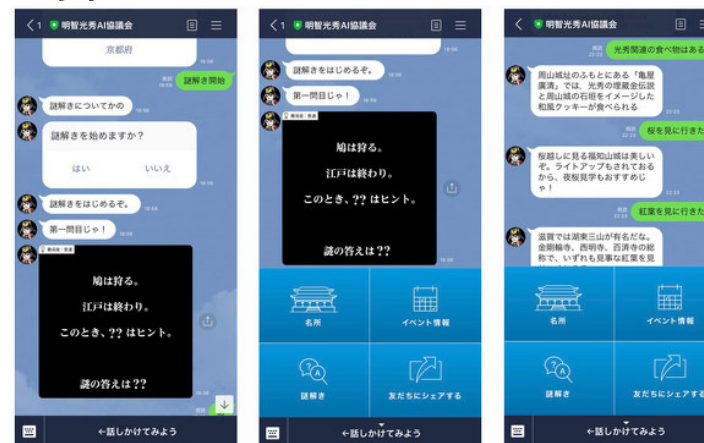 明智光秀AI協議会
京都府
謎解き開始
謎解きについてかの
謎解きを始めますか？
はい
いいえ
謎解きをはじめるぞ。
第一問目じゃ！
鳩は狩る。
江戸は終わり。
このとき、?? はヒント。
謎の答えは ??
←話しかけてみよう
明智光秀AI協議会
謎解きをはじめるぞ。
第一問目じゃ！
鳩は狩る。
江戸は終わり。
このとき、?? はヒント。
謎の答えは ??
名所
イベント情報
謎解き
友だちにシェアする
←話しかけてみよう
明智光秀AI協議会
光秀関連の食べ物はある
周山城址のふもとにある「亀屋
廣清」では、光秀の埋蔵金伝説
と周山城の石垣をイメージした
和風クッキーが食べられる
桜を見に行きた
桜越しに見る福知山城は美しい
ぞ。ライトアップもされておる
から、夜桜見学もおすすめじ
ゃ！
紅葉を見に行きた
滋賀では湖東三山が有名だな。
金剛輪寺、西明寺、百済寺の総
称で、いずれも見事な紅葉を見
名所
イベント情報
謎解き
友だちにシェアする
←話しかけてみよう